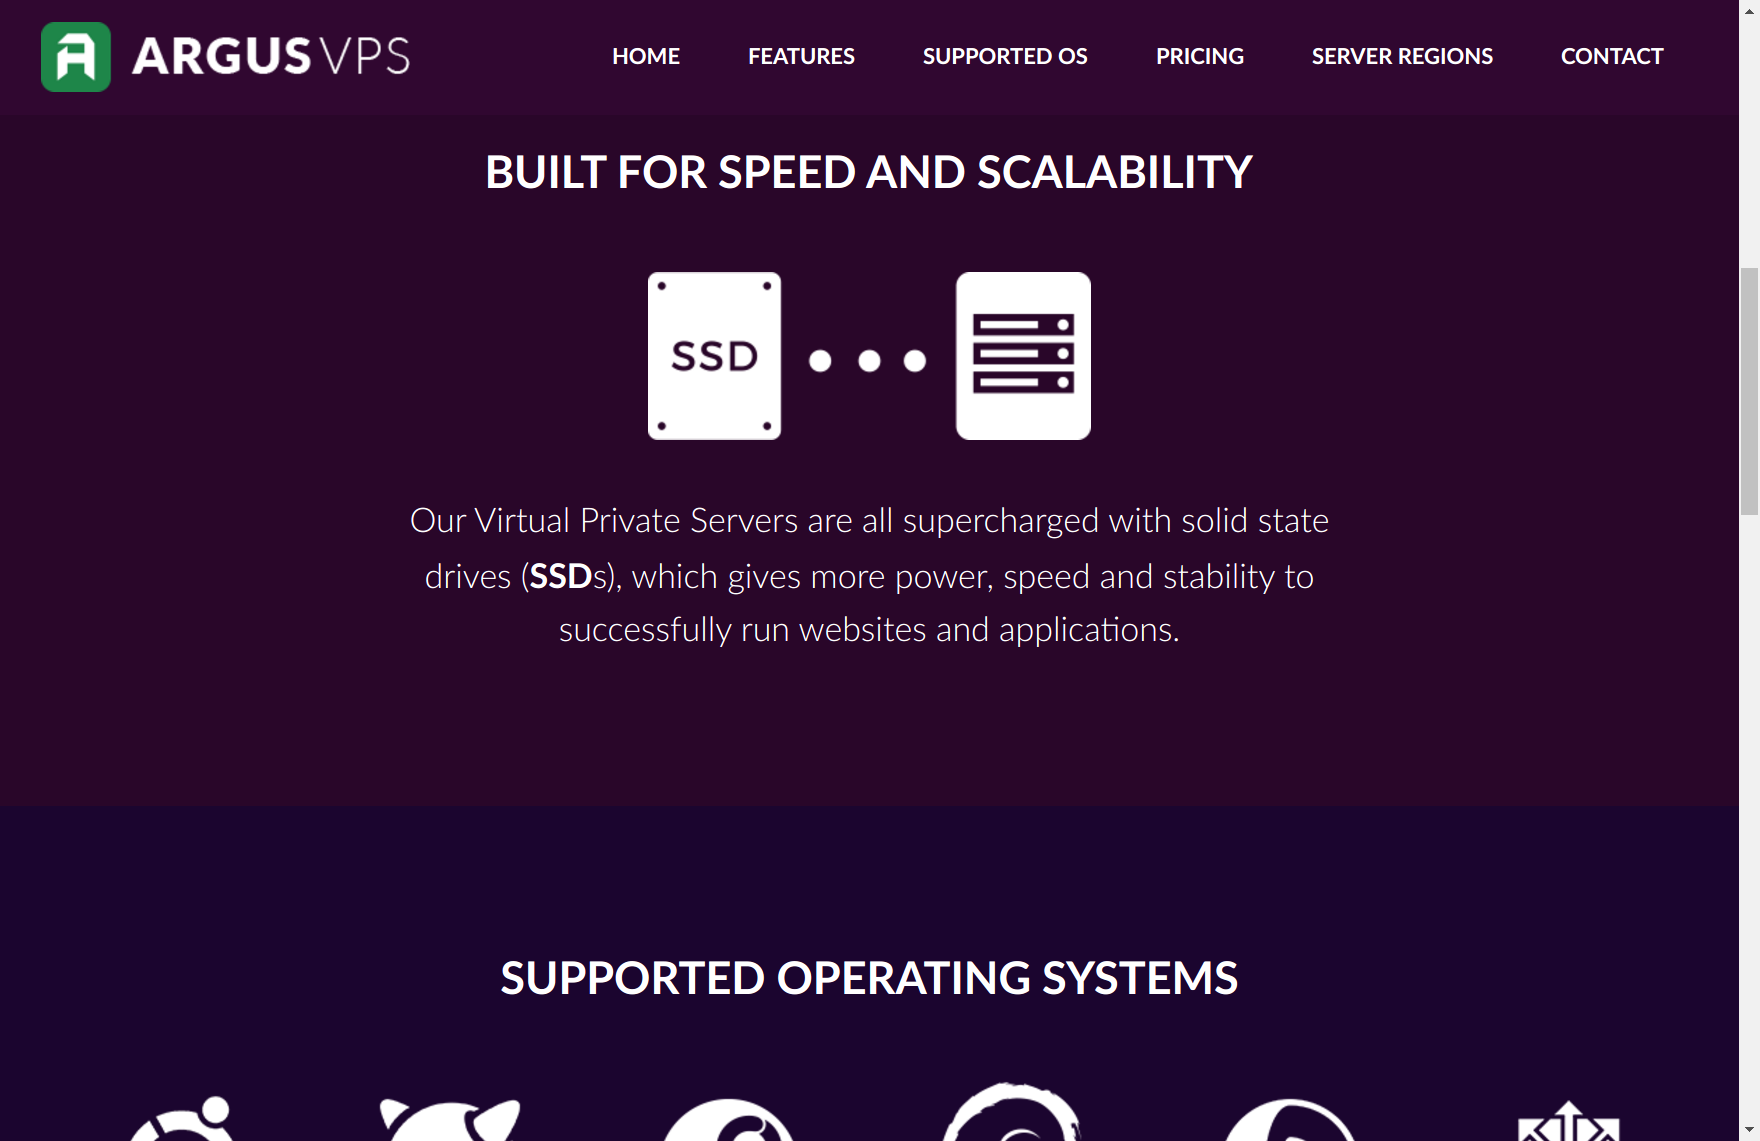 ARGUS VPS
HOME FEATURES SUPPORTED OS PRICING SERVER REGIONS CONTACT
BUILT FOR SPEED AND SCALABILITY
SSD
Our Virtual Private Servers are all supercharged with solid state
drives (SSDs), which gives more power, speed and stability to
successfully run websites and applications.
SUPPORTED OPERATING SYSTEMS